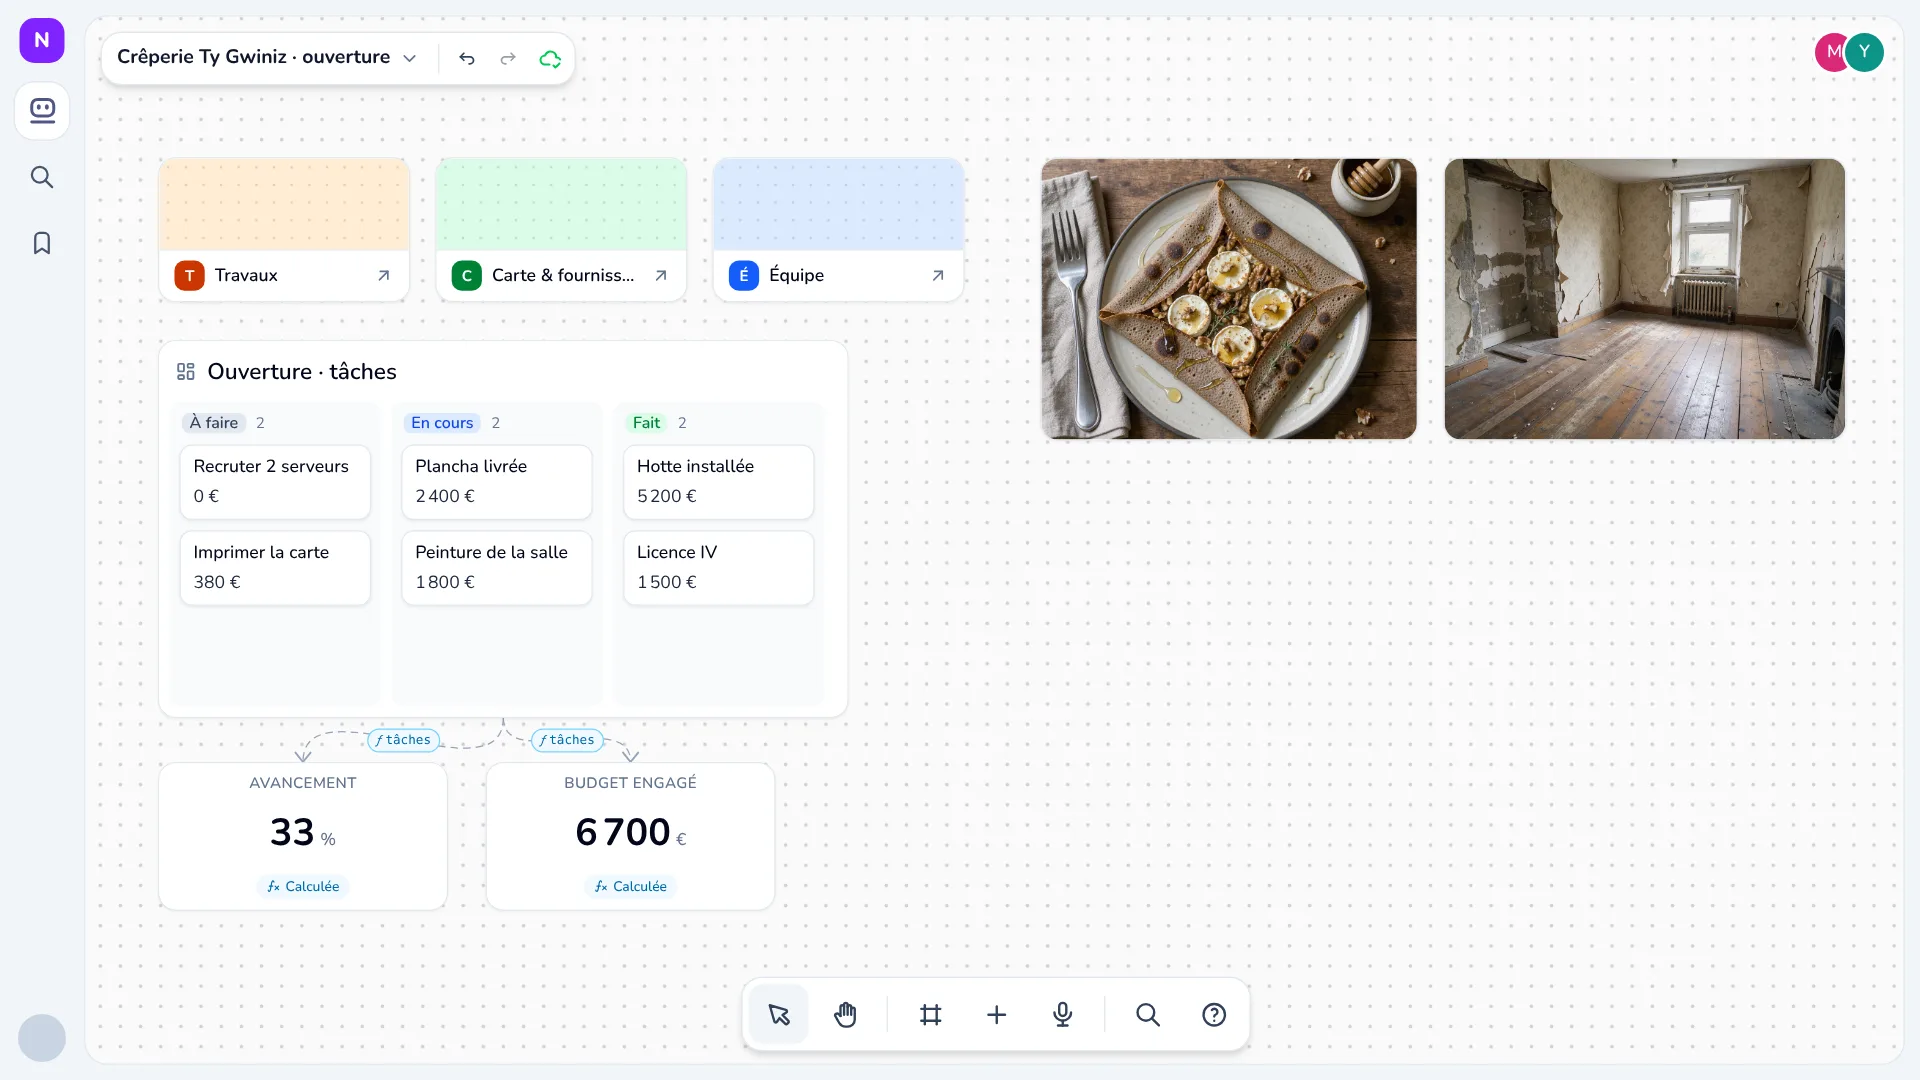 N
Crêperie Ty Gwiniz · ouverture
M
Y
T Travaux
C Carte & fourniss...
É Équipe
Ouverture · tâches
À faire 2
Recruter 2 serveurs
0 €
Imprimer la carte
380 €
En cours 2
Plancha livrée
2 400 €
Peinture de la salle
1 800 €
Fait 2
Hotte installée
5 200 €
Licence IV
1 500 €
ƒ tâches
ƒ tâches
AVANCEMENT
33 %
ƒx Calculée
BUDGET ENGAGÉ
6 700 €
ƒx Calculée